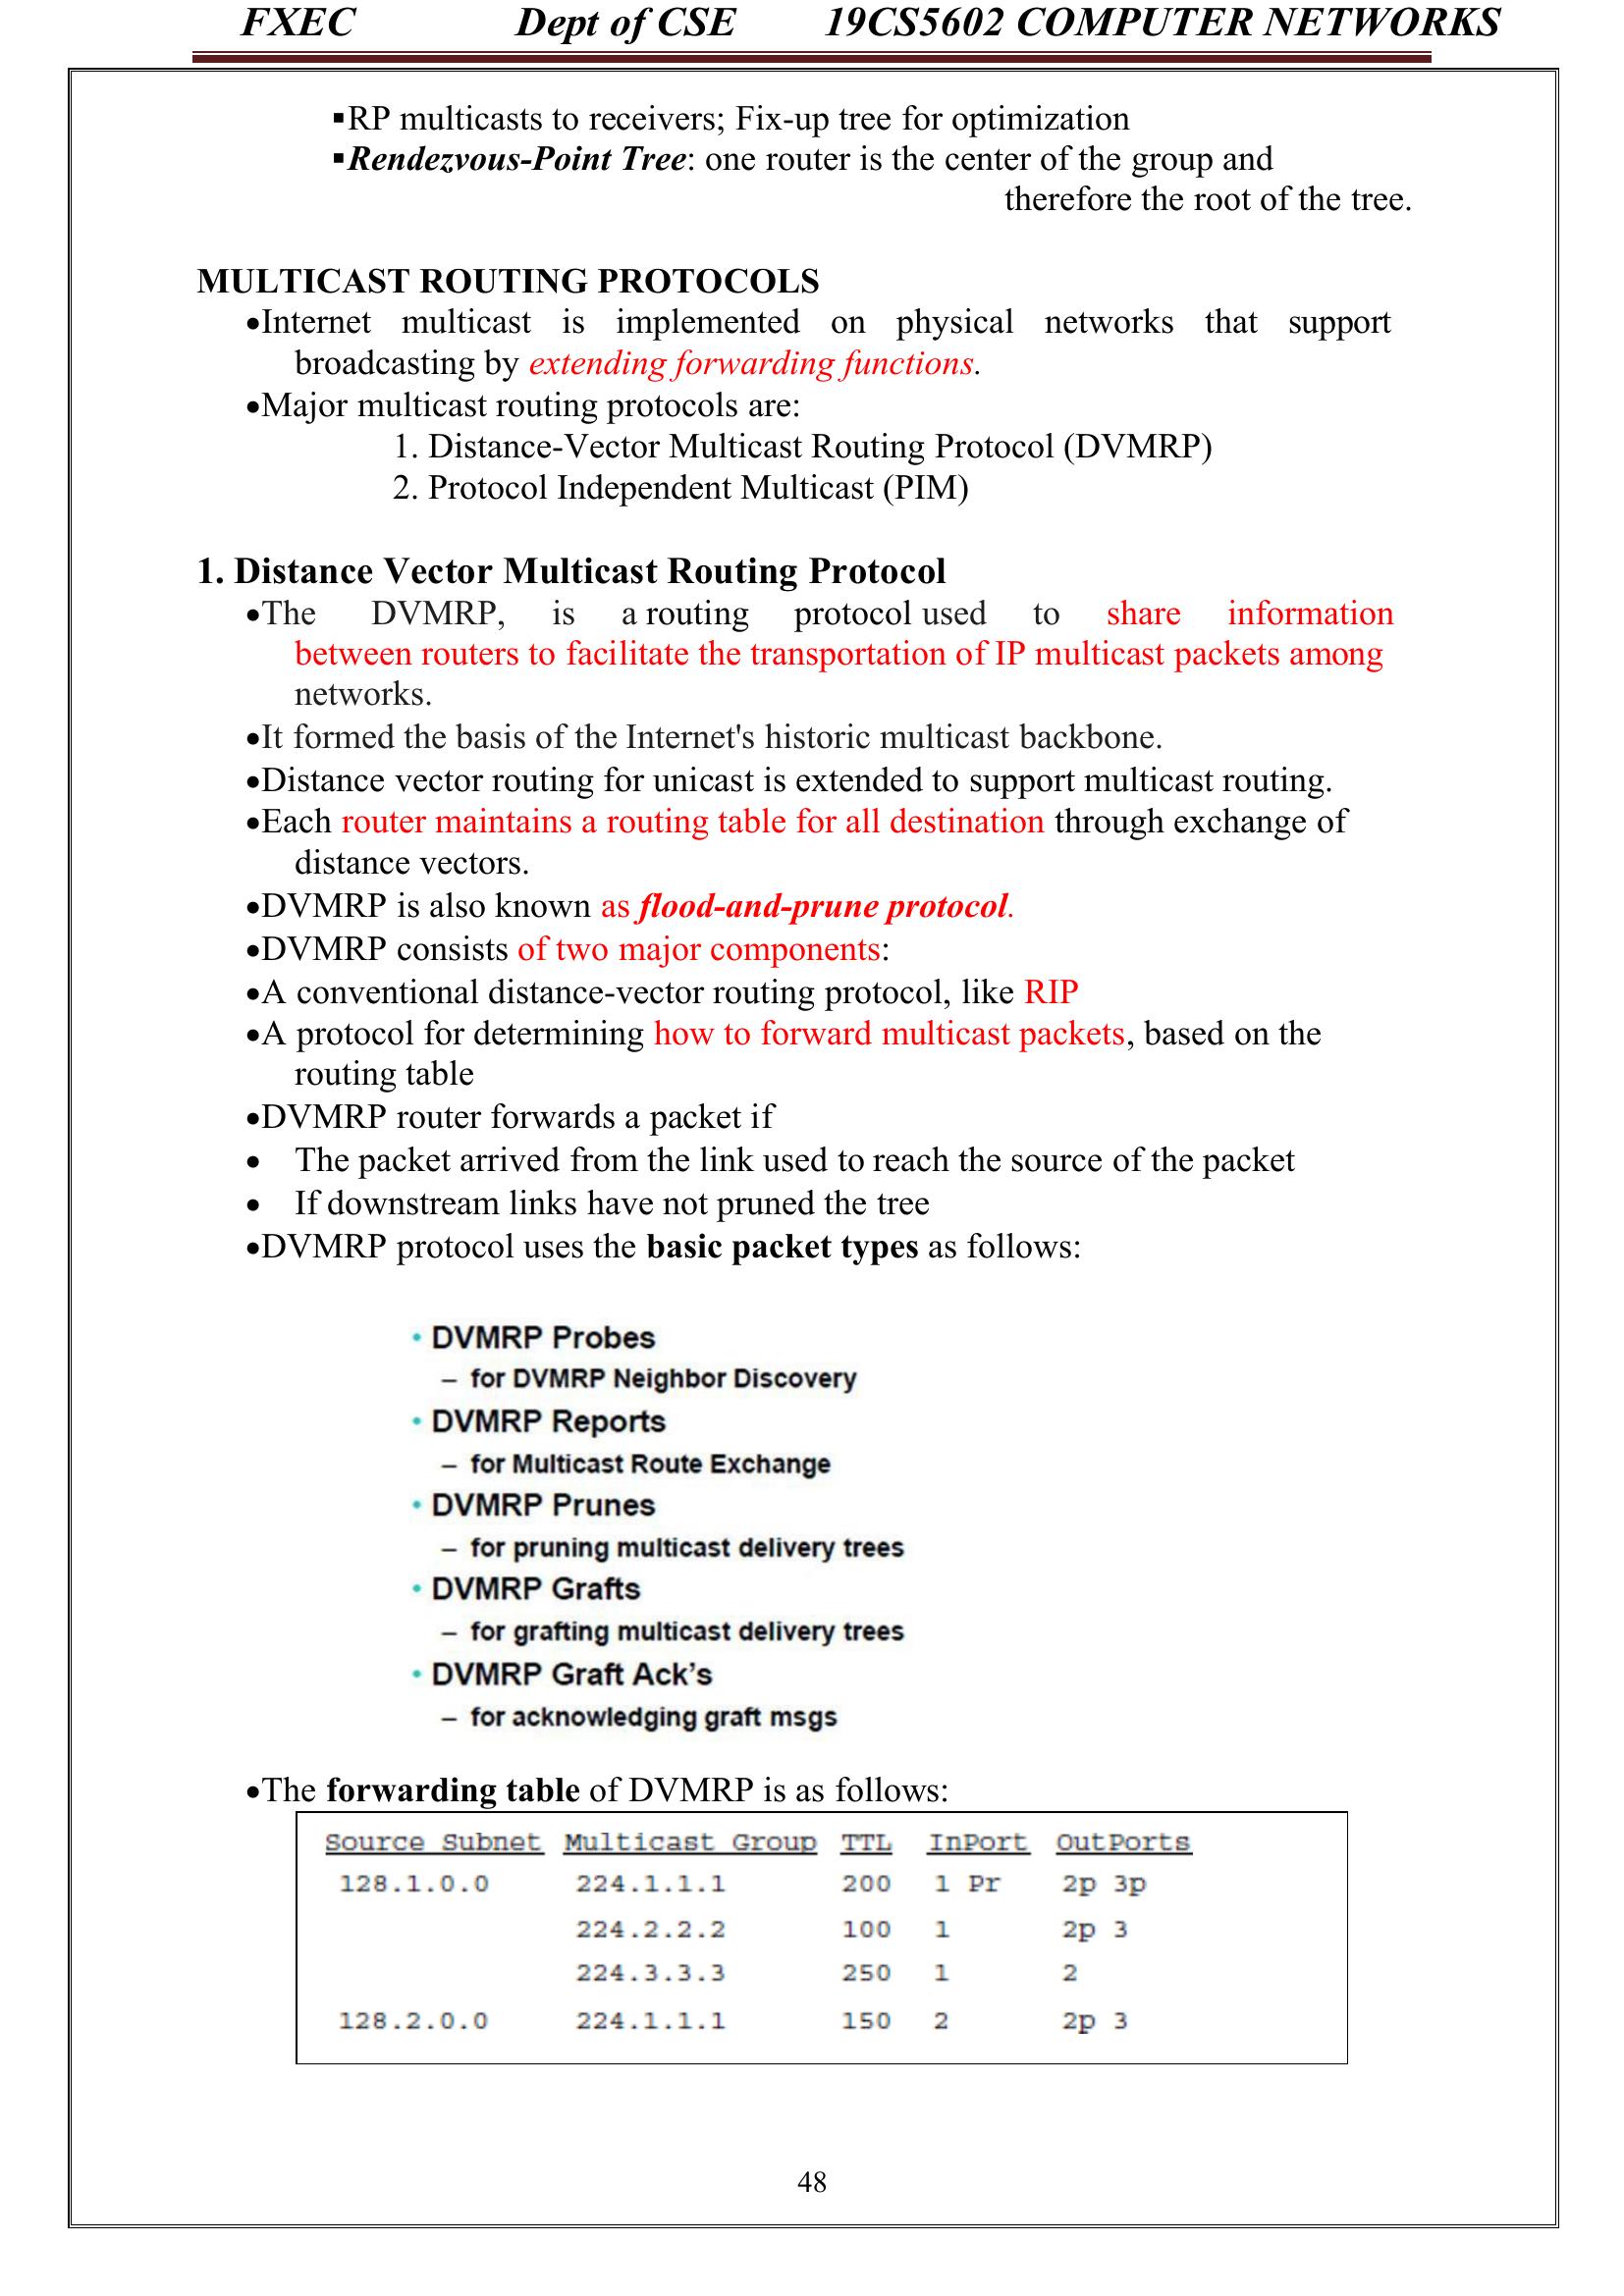 FXEC Dept of CSE 19CS5602 COMPUTER NETWORKS
▪RP multicasts to receivers; Fix-up tree for optimization
▪Rendezvous-Point Tree: one router is the center of the group and
therefore the root of the tree.
MULTICAST ROUTING PROTOCOLS
•Internet multicast is implemented on physical networks that support
broadcasting by extending forwarding functions.
•Major multicast routing protocols are:
1. Distance-Vector Multicast Routing Protocol (DVMRP)
2. Protocol Independent Multicast (PIM)
1. Distance Vector Multicast Routing Protocol
•The DVMRP, is a routing protocol used to share information
between routers to facilitate the transportation of IP multicast packets among
networks.
•It formed the basis of the Internet's historic multicast backbone.
•Distance vector routing for unicast is extended to support multicast routing.
•Each router maintains a routing table for all destination through exchange of
distance vectors.
•DVMRP is also known as flood-and-prune protocol.
•DVMRP consists of two major components:
•A conventional distance-vector routing protocol, like RIP
•A protocol for determining how to forward multicast packets, based on the
routing table
•DVMRP router forwards a packet if
• The packet arrived from the link used to reach the source of the packet
• If downstream links have not pruned the tree
•DVMRP protocol uses the basic packet types as follows:
• DVMRP Probes
– for DVMRP Neighbor Discovery
• DVMRP Reports
– for Multicast Route Exchange
• DVMRP Prunes
– for pruning multicast delivery trees
• DVMRP Grafts
– for grafting multicast delivery trees
• DVMRP Graft Ack’s
– for acknowledging graft msgs
•The forwarding table of DVMRP is as follows:
Source Subnet Multicast Group TTL InPort OutPorts
128.1.0.0 224.1.1.1 200 1 Pr 2p 3p
224.2.2.2 100 1 2p 3
224.3.3.3 250 1 2
128.2.0.0 224.1.1.1 150 2 2p 3
48